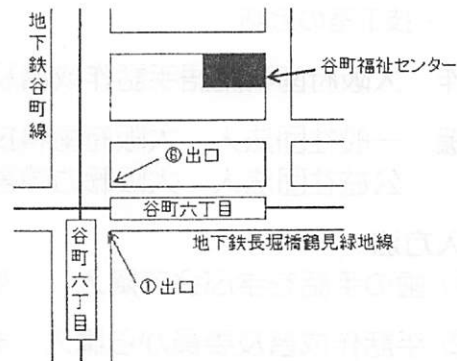 地下鉄谷町線
谷町福祉センター
⑥出口
谷町六丁目
地下鉄長堀橋鶴見緑地線
谷町六丁目
①出口